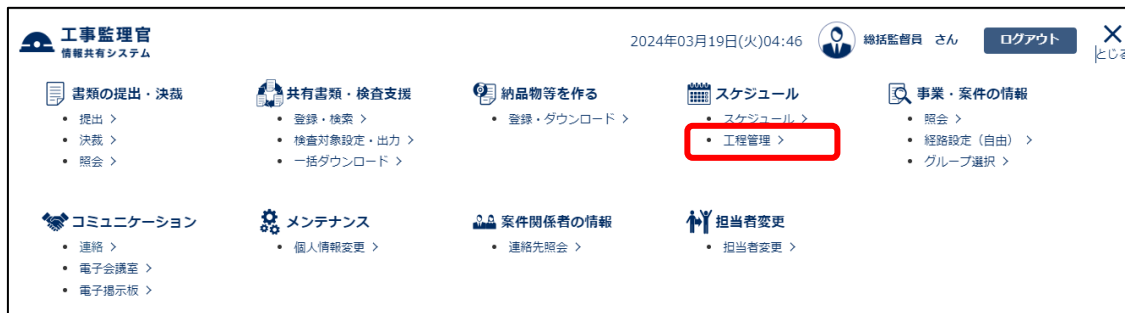 工事監理官
情報共有システム
2024年03月19日(火)04:46
総括監督員 さん
ログアウト
とじる
書類の提出・決裁
・ 提出 >
・ 決裁 >
・ 照会 >
共有書類・検査支援
・ 登録・検索 >
・ 検査対象設定・出力 >
・ 一括ダウンロード >
納品物等を作る
・ 登録・ダウンロード >
スケジュール
・ スケジュール >
・ 工程管理 >
事業・案件の情報
・ 照会 >
・ 経路設定（自由） >
・ グループ選択 >
コミュニケーション
・ 連絡 >
・ 電子会議室 >
・ 電子掲示板 >
メンテナンス
・ 個人情報変更 >
案件関係者の情報
・ 連絡先照会 >
担当者変更
・ 担当者変更 >